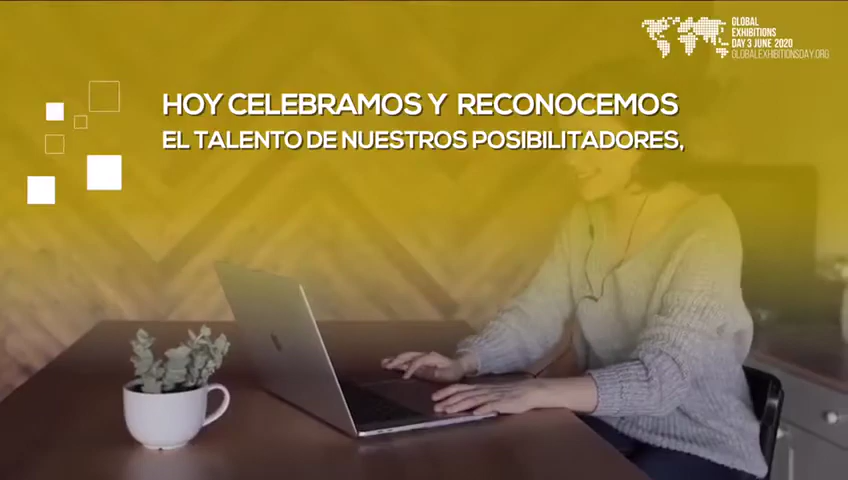 GLOBAL
EXHIBITIONS
DAY 3 JUNE 2020
GLOBALEXHIBITIONSDAY.ORG
HOY CELEBRAMOS Y RECONOCEMOS
EL TALENTO DE NUESTROS POSIBILITADORES,